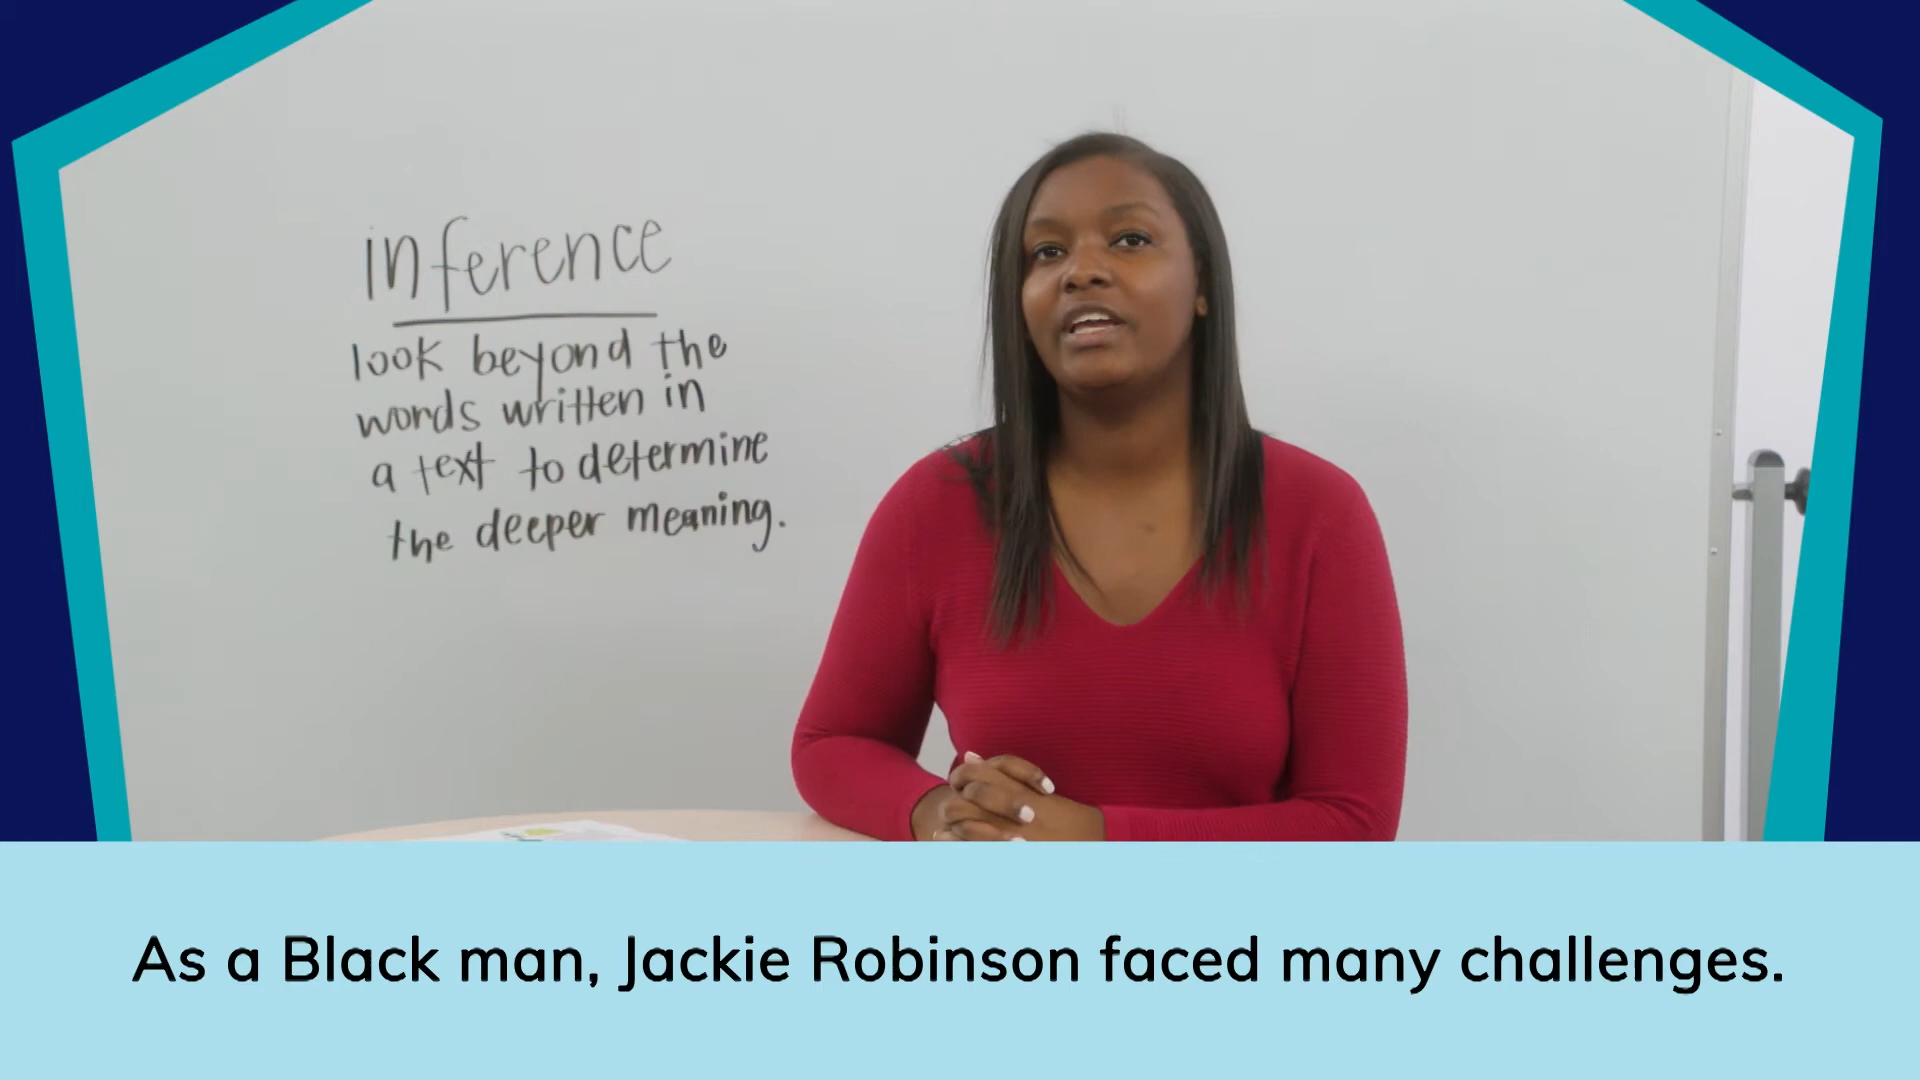 inference
look beyond the
words written in
a text to determine
the deeper meaning.
As a Black man, Jackie Robinson faced many challenges.